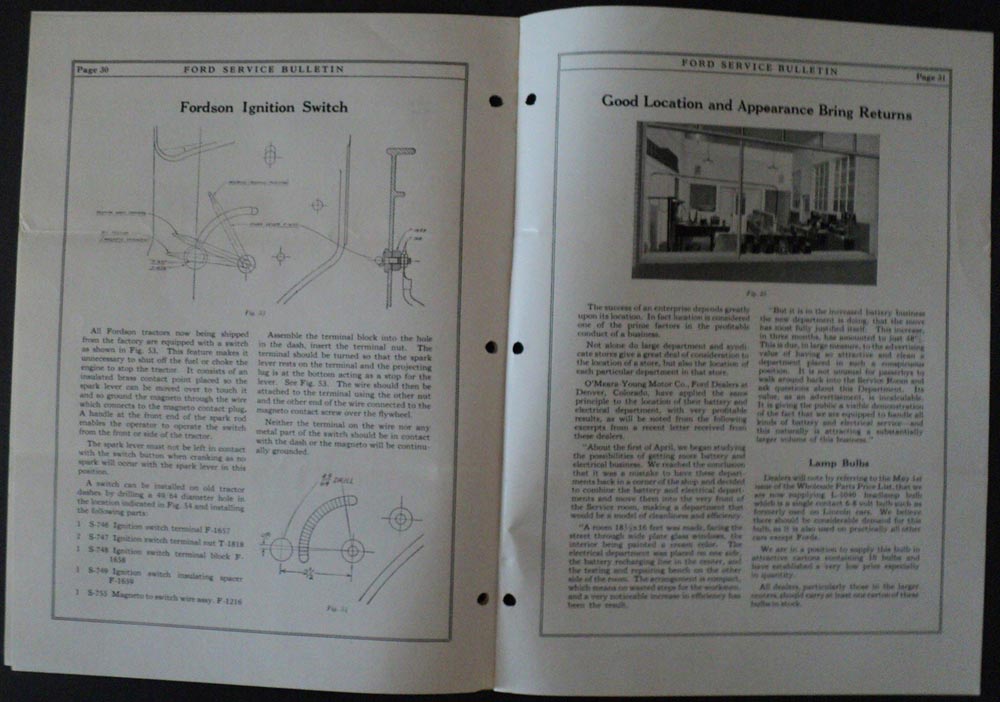 Page 30
FORD SERVICE BULLETIN
Fordson Ignition Switch
Fig. 53
All Fordson tractors now being shipped
from the factory are equipped with a switch
as shown in Fig. 53. This feature makes it
unnecessary to shut off the fuel or choke the
engine to stop the tractor. It consists of an
insulated brass contact point placed so the
spark lever can be moved over to touch it
and so ground the magneto through the wire
which connects to the magneto contact plug.
A handle at the front end of the spark rod
enables the operator to operate the switch
from the front or side of the tractor.
The spark lever must not be left in contact
with the switch button when cranking as no
spark will occur with the spark lever in this
position.
A switch can be installed on old tractor
dashes by drilling a 49/64 diameter hole in
the location indicated in Fig. 54 and installing
the following parts:
1 S-746 Ignition switch terminal F-1657
2 S-747 Ignition switch terminal nut T-1818
1 S-748 Ignition switch terminal block F-
1658
1 S-749 Ignition switch insulating spacer
F-1659
1 S-755 Magneto to switch wire assy. F-1216
Assemble the terminal block into the hole
in the dash, insert the terminal nut. The
terminal should be turned so that the spark
lever rests on the terminal and the projecting
lug is at the bottom acting as a stop for the
lever. See Fig. 53. The wire should then be
attached to the terminal using the other nut
and the other end of the wire connected to the
magneto contact screw over the flywheel.
Neither the terminal on the wire nor any
metal part of the switch should be in contact
with the dash or the magneto will be continu-
ally grounded.
49/64 DRILL
Fig. 54
FORD SERVICE BULLETIN
Page 31
Good Location and Appearance Bring Returns
The success of an enterprise depends greatly
upon its location. In fact location is considered
one of the prime factors in the profitable
conduct of a business.
Not alone do large department and syndi-
cate stores give a great deal of consideration to
the location of a store, but also the location of
each particular department in that store.
O'Meara-Young Motor Co., Ford Dealers at
Denver, Colorado, have applied the same
principle to the location of their battery and
electrical department, with very profitable
results, as will be noted from the following
excerpts from a recent letter received from
these dealers.
"About the first of April, we began studying
the possibilities of getting more battery and
electrical business. We reached the conclusion
that it was a mistake to have these depart-
ments back in a corner of the shop and decided
to combine the battery and electrical depart-
ments and move them into the very front of
the Service room, making a department that
would be a model of cleanliness and efficiency.
"A room 18½x16 feet was made, facing the
street through wide plate glass windows, the
interior being painted a cream color. The
electrical department was placed on one side,
the battery recharging line in the center, and
the testing and repairing bench on the other
side of the room. The arrangement is compact,
which means no wasted steps for the workmen,
and a very noticeable increase in efficiency has
been the result.
"But it is in the increased battery business
the new department is doing, that the move
has most fully justified itself. This increase,
in three months, has amounted to just 48%.
This is due, in large measure, to the advertising
value of having so attractive and clean a
department placed in such a conspicuous
position. It is not unusual for passerbys to
walk around back into the Service Room and
ask questions about this Department. Its
value, as an advertisement, is incalculable.
It is giving the public a visible demonstration
of the fact that we are equipped to handle all
kinds of battery and electrical service—and
this naturally is attracting a substantially
larger volume of this business."
Lamp Bulbs
Dealers will note by referring to the May 1st
issue of the Wholesale Parts Price List, that we
are now supplying L-1040 headlamp bulb
which is a single contact 6-8 volt bulb such as
formerly used on Lincoln cars. We believe
there should be considerable demand for this
bulb, as it is also used on practically all other
cars except Fords.
We are in a position to supply this bulb in
attractive cartons containing 10 bulbs and
have established a very low price especially
in quantity.
All dealers, particularly those in the larger
centers, should carry at least one carton of these
bulbs in stock.